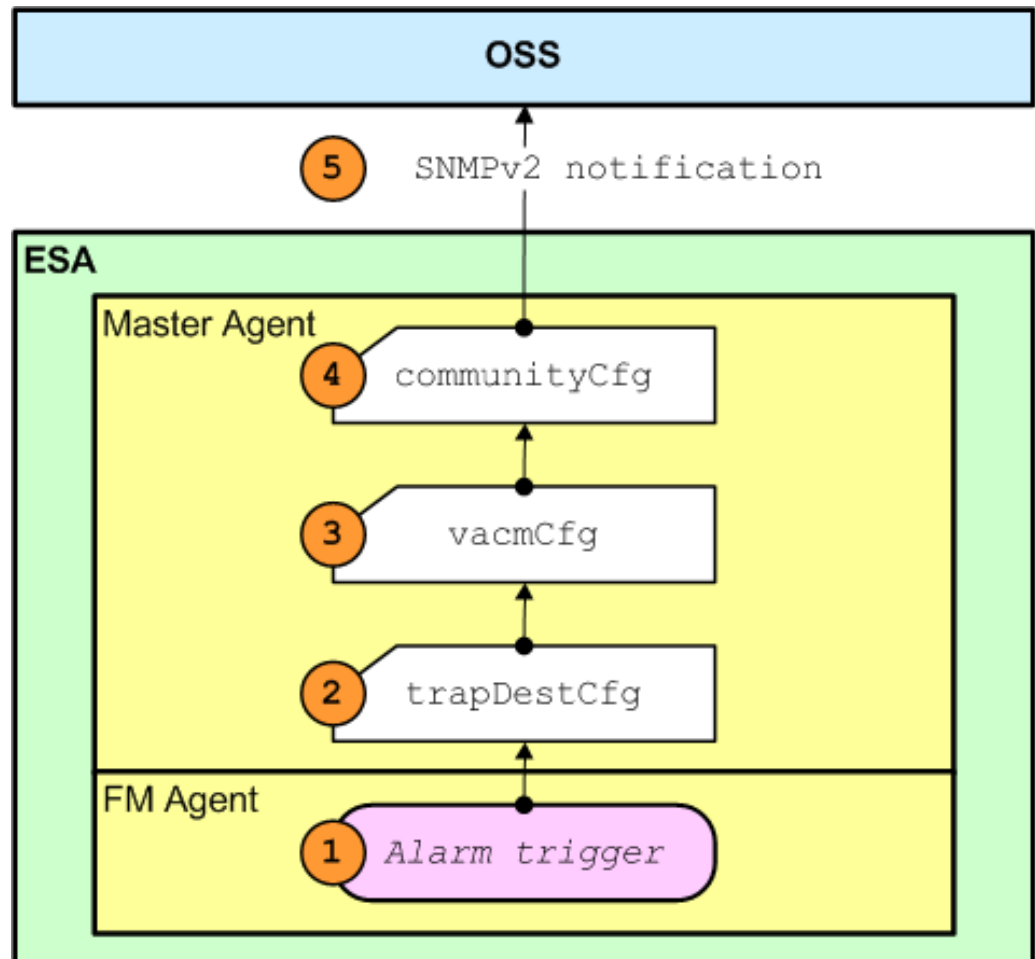 OSS
5 SNMPv2 notification
ESA
Master Agent
4 communityCfg
3 vacmCfg
2 trapDestCfg
FM Agent
1 Alarm trigger